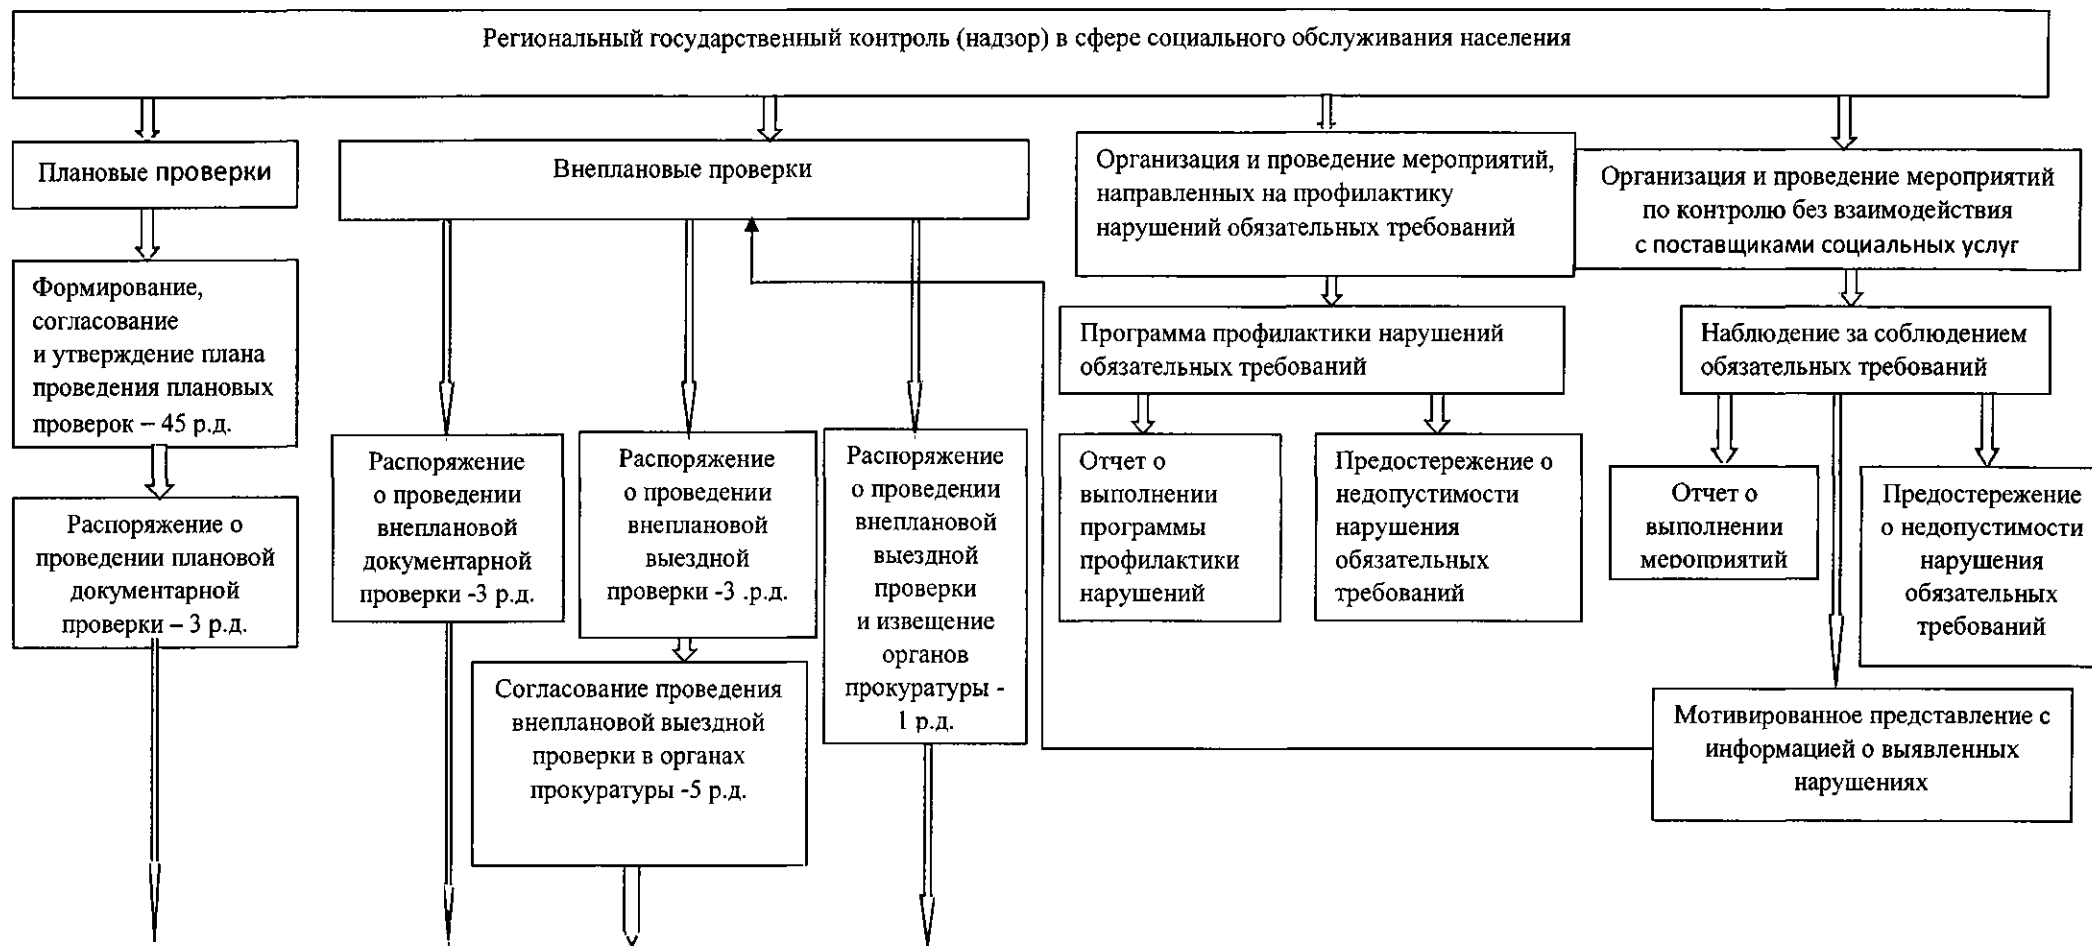 Региональный государственный контроль (надзор) в сфере социального обслуживания населения
Плановые проверки
Внеплановые проверки
Организация и проведение мероприятий,
направленных на профилактику
нарушений обязательных требований
Организация и проведение мероприятий
по контролю без взаимодействия
с поставщиками социальных услуг
Формирование,
согласование
и утверждение плана
проведения плановых
проверок – 45 р.д.
Программа профилактики нарушений
обязательных требований
Наблюдение за соблюдением
обязательных требований
Распоряжение о
проведении плановой
документарной
проверки – 3 р.д.
Распоряжение
о проведении
внеплановой
документарной
проверки -3 р.д.
Распоряжение
о проведении
внеплановой
выездной
проверки -3 .р.д.
Распоряжение
о проведении
внеплановой
выездной
проверки
и извещение
органов
прокуратуры -
1 р.д.
Отчет о
выполнении
программы
профилактики
нарушений
Предостережение о
недопустимости
нарушения
обязательных
требований
Отчет о
выполнении
мероприятий
Предостережение
о недопустимости
нарушения
обязательных
требований
Согласование проведения
внеплановой выездной
проверки в органах
прокуратуры -5 р.д.
Мотивированное представление с
информацией о выявленных
нарушениях